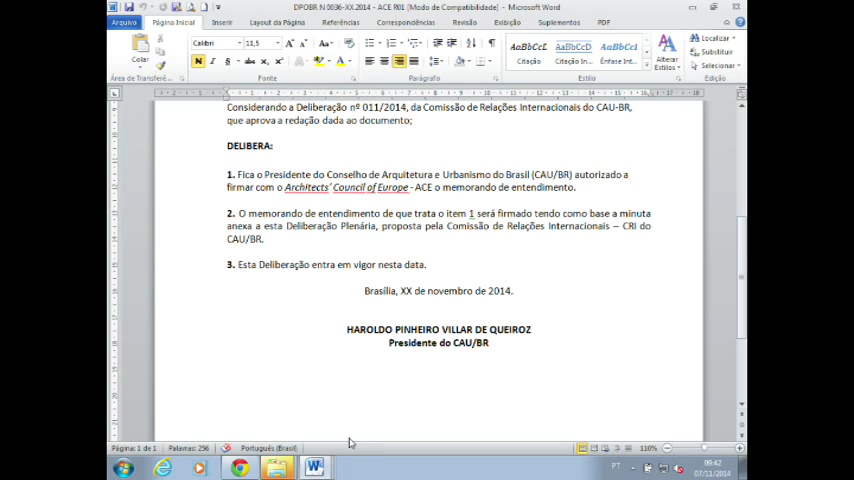 DPOBR N 0036-XX.2014 - ACE R01 [Modo de Compatibilidade] - Microsoft Word
Arquivo Página Inicial Inserir Layout da Página Referências Correspondências Revisão Exibição Suplementos PDF
Calibri 11,5
Colar
N I S abc X₂ X²
AaBbCcDd AaBbCcD AaBbCcI
Citação Citação In... Ênfase Int...
Alterar Estilos
Localizar
Substituir
Selecionar
Área de Transferê... Fonte Parágrafo Estilo Edição
Considerando a Deliberação nº 011/2014, da Comissão de Relações Internacionais do CAU-BR,
que aprova a redação dada ao documento;
DELIBERA:
1. Fica o Presidente do Conselho de Arquitetura e Urbanismo do Brasil (CAU/BR) autorizado a
firmar com o Architects' Council of Europe - ACE o memorando de entendimento.
2. O memorando de entendimento de que trata o item 1 será firmado tendo como base a minuta
anexa a esta Deliberação Plenária, proposta pela Comissão de Relações Internacionais – CRI do
CAU/BR.
3. Esta Deliberação entra em vigor nesta data.
Brasília, XX de novembro de 2014.
HAROLDO PINHEIRO VILLAR DE QUEIROZ
Presidente do CAU/BR
Página: 1 de 1 Palavras: 256 Português (Brasil) 110%
PT 09:42
07/11/2014